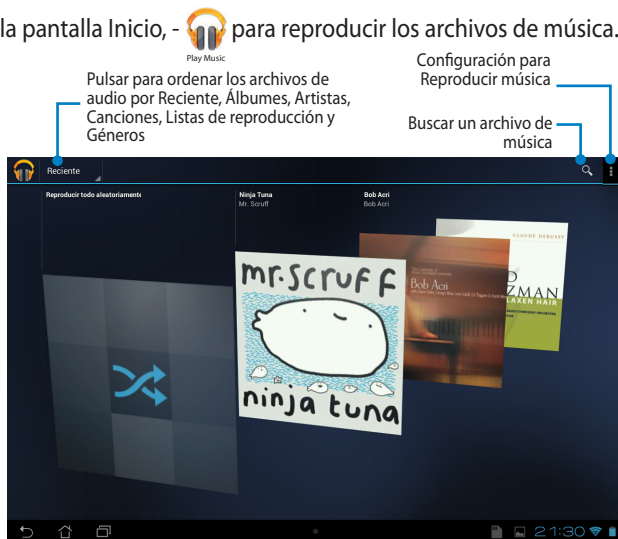 la pantalla Inicio, - para reproducir los archivos de música.
Play Music
Configuración para
Reproducir música
Pulsar para ordenar los archivos de
audio por Reciente, Álbumes, Artistas,
Canciones, Listas de reproducción y
Géneros
Buscar un archivo de
música
Reciente
Reproducir todo aleatoriamente
Ninja Tuna
Mr. Scruff
Bob Acri
Bob Acri
CLAUDE DEBUSSY
ZMAN
LAXEN HAIR
Bob Acri
mr.scruff
ninja tuna
21:30